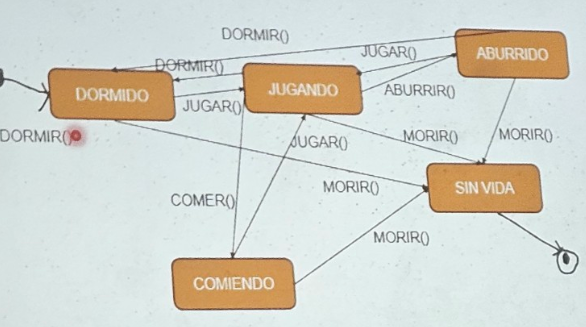 DORMIR()
JUGAR()
ABURRIDO
DORMIR()
DORMIDO
JUGANDO
ABURRIR()
JUGAR()
DORMIR()
JUGAR()
MORIR()
MORIR()
COMER()
MORIR()
SIN VIDA
MORIR()
COMIENDO